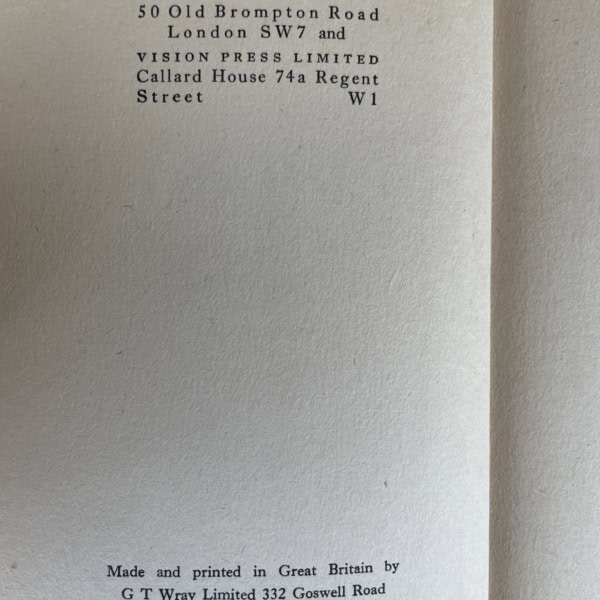 50 Old Brompton Road
London SW7 and
VISION PRESS LIMITED
Callard House 74a Regent
Street W1
Made and printed in Great Britain by
G T Wray Limited 332 Goswell Road